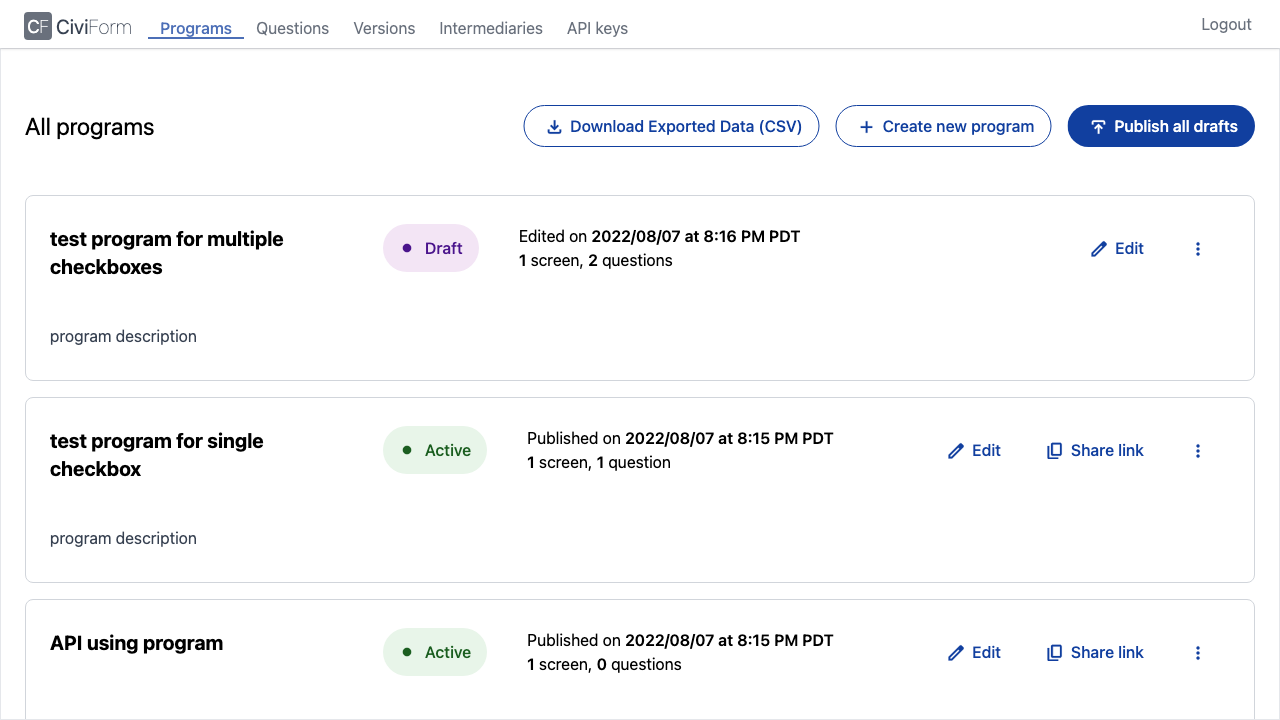 CF CiviForm Programs Questions Versions Intermediaries API keys Logout
All programs Download Exported Data (CSV) Create new program Publish all drafts
test program for multiple
checkboxes
Draft
Edited on 2022/08/07 at 8:16 PM PDT
1 screen, 2 questions
Edit
program description
test program for single
checkbox
Active
Published on 2022/08/07 at 8:15 PM PDT
1 screen, 1 question
Edit
Share link
program description
API using program
Active
Published on 2022/08/07 at 8:15 PM PDT
1 screen, 0 questions
Edit
Share link